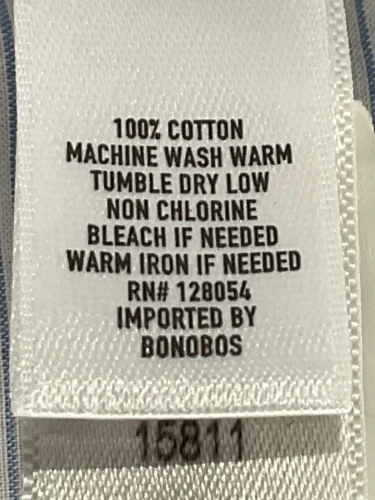 100% COTTON
MACHINE WASH WARM
TUMBLE DRY LOW
NON CHLORINE
BLEACH IF NEEDED
WARM IRON IF NEEDED
RN# 128054
IMPORTED BY
BONOBOS
15811